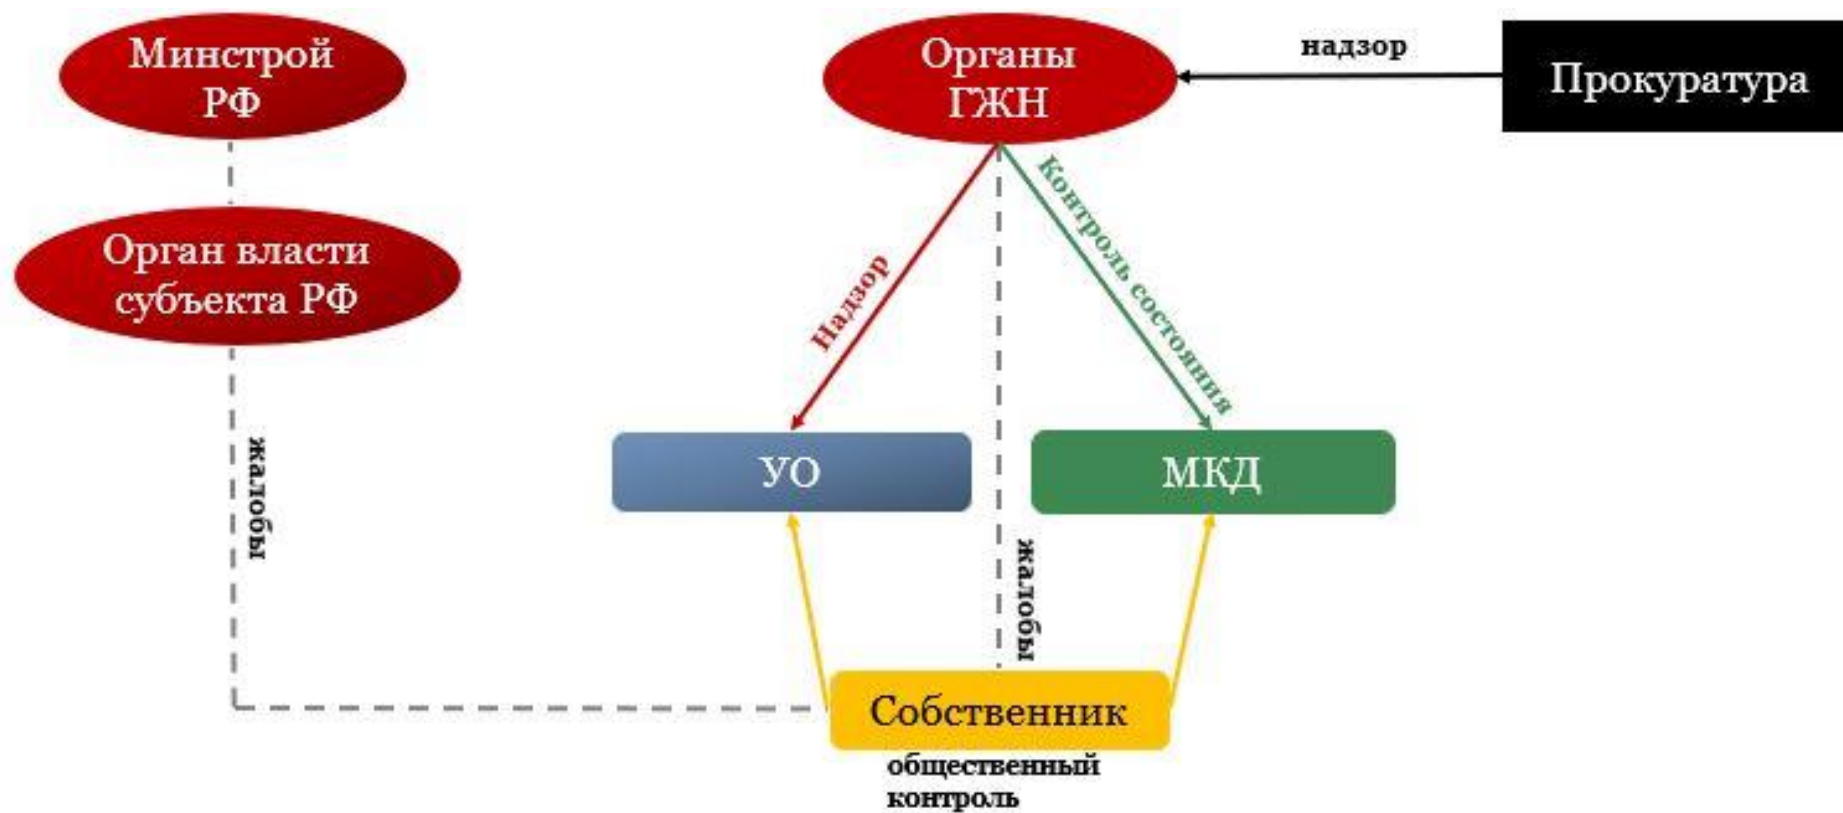 Минстрой
РФ
Орган власти
субъекта РФ
жалобы
Органы
ГЖН
надзор
Прокуратура
Надзор
Контроль состояния
УО
МКД
жалобы
Собственник
общественный
контроль